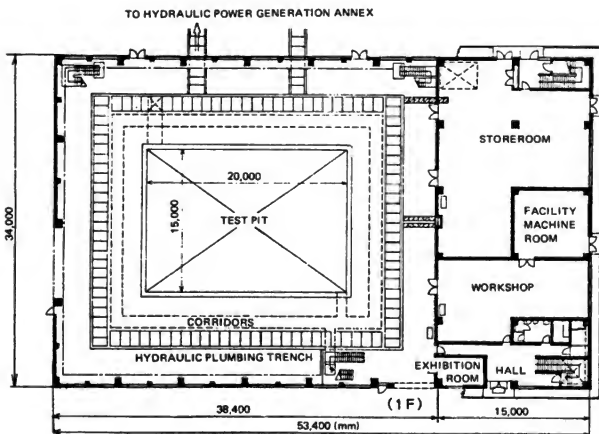 TO HYDRAULIC POWER GENERATION ANNEX
STOREROOM
20,000
15,000
TEST PIT
34,000
FACILITY
MACHINE
ROOM
WORKSHOP
CORRIDORS
HYDRAULIC PLUMBING TRENCH
EXHIBITION
ROOM
HALL
(1F)
38,400
15,000
53,400 (mm)